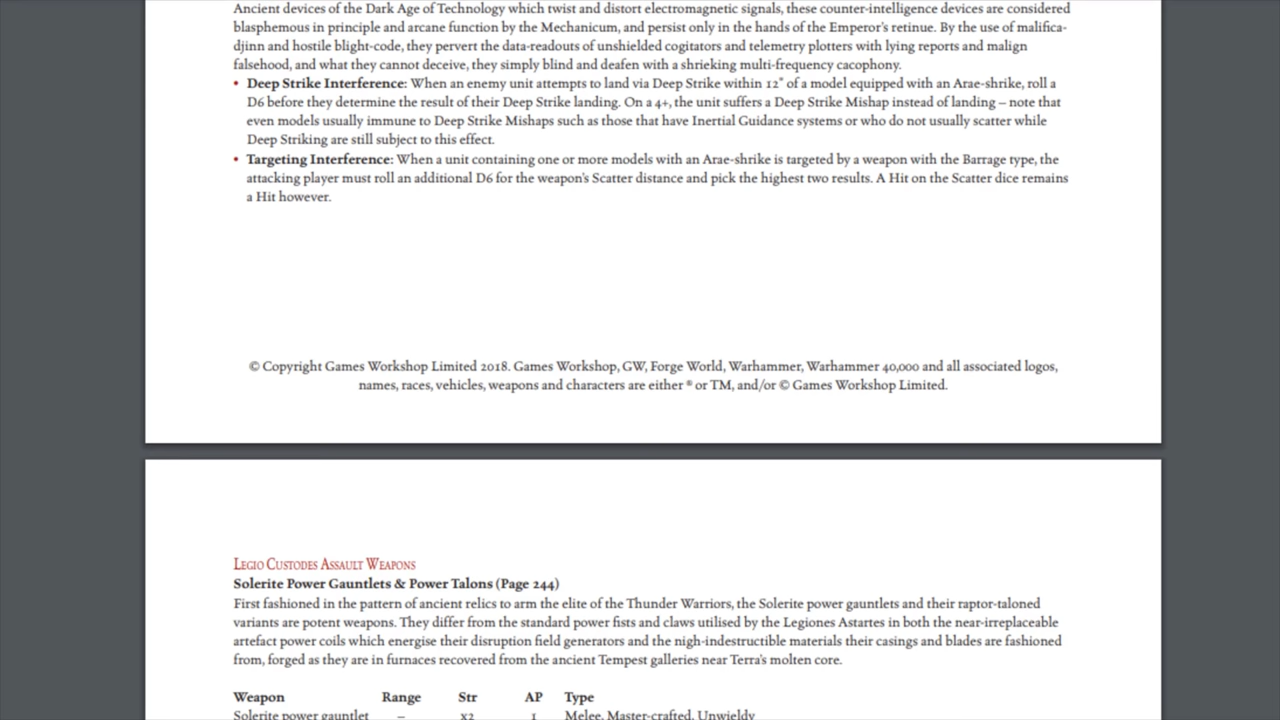 Ancient devices of the Dark Age of Technology which twist and distort electromagnetic signals, these counter-intelligence devices are considered
blasphemous in principle and arcane function by the Mechanicum, and persist only in the hands of the Emperor's retinue. By the use of malifica-
djinn and hostile blight-code, they pervert the data-readouts of unshielded cogitators and telemetry plotters with lying reports and malign
falsehood, and what they cannot deceive, they simply blind and deafen with a shrieking multi-frequency cacophony.
• Deep Strike Interference: When an enemy unit attempts to land via Deep Strike within 12" of a model equipped with an Arae-shrike, roll a
D6 before they determine the result of their Deep Strike landing. On a 4+, the unit suffers a Deep Strike Mishap instead of landing – note that
even models usually immune to Deep Strike Mishaps such as those that have Inertial Guidance systems or who do not usually scatter while
Deep Striking are still subject to this effect.
• Targeting Interference: When a unit containing one or more models with an Arae-shrike is targeted by a weapon with the Barrage type, the
attacking player must roll an additional D6 for the weapon's Scatter distance and pick the highest two results. A Hit on the Scatter dice remains
a Hit however.
© Copyright Games Workshop Limited 2018. Games Workshop, GW, Forge World, Warhammer, Warhammer 40,000 and all associated logos,
names, races, vehicles, weapons and characters are either ® or TM, and/or © Games Workshop Limited.
Legio Custodes Assault Weapons
Solerite Power Gauntlets & Power Talons (Page 244)
First fashioned in the pattern of ancient relics to arm the elite of the Thunder Warriors, the Solerite power gauntlets and their raptor-taloned
variants are potent weapons. They differ from the standard power fists and claws utilised by the Legiones Astartes in both the near-irreplaceable
artefact power coils which energise their disruption field generators and the nigh-indestructible materials their casings and blades are fashioned
from, forged as they are in furnaces recovered from the ancient Tempest galleries near Terra's molten core.
Weapon Range Str AP Type
Solerite power gauntlet – x2 1 Melee, Master-crafted, Unwieldy